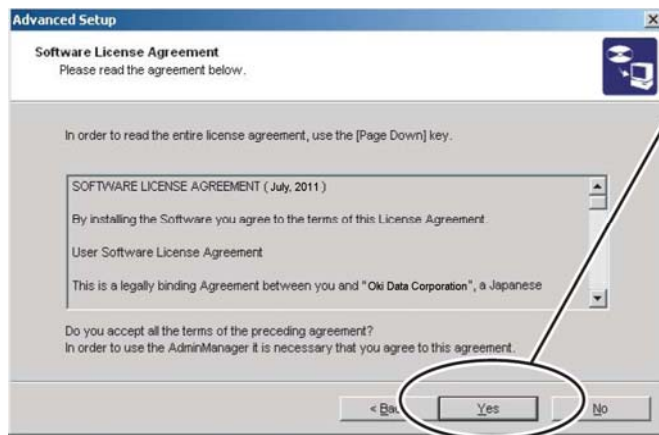 Advanced Setup
Software License Agreement
Please read the agreement below.
In order to read the entire license agreement, use the [Page Down] key.
SOFTWARE LICENSE AGREEMENT ( July, 2011 )
By installing the Software you agree to the terms of this License Agreement.
User Software License Agreement
This is a legally binding Agreement between you and "Oki Data Corporation", a Japanese
Do you accept all the terms of the preceding agreement?
In order to use the AdminManager it is necessary that you agree to this agreement.
< Ba Yes No